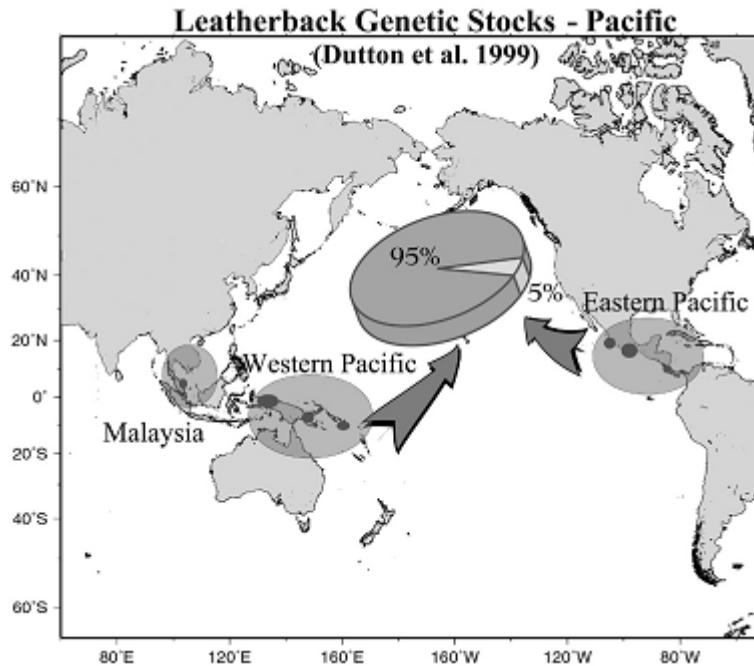 Leatherback Genetic Stocks - Pacific
(Dutton et al. 1999)
60°N
40°N
20°N
0°
20°S
40°S
60°S
95%
5%
Eastern Pacific
Western Pacific
Malaysia
80°E
120°E
160°E
160°W
120°W
80°W